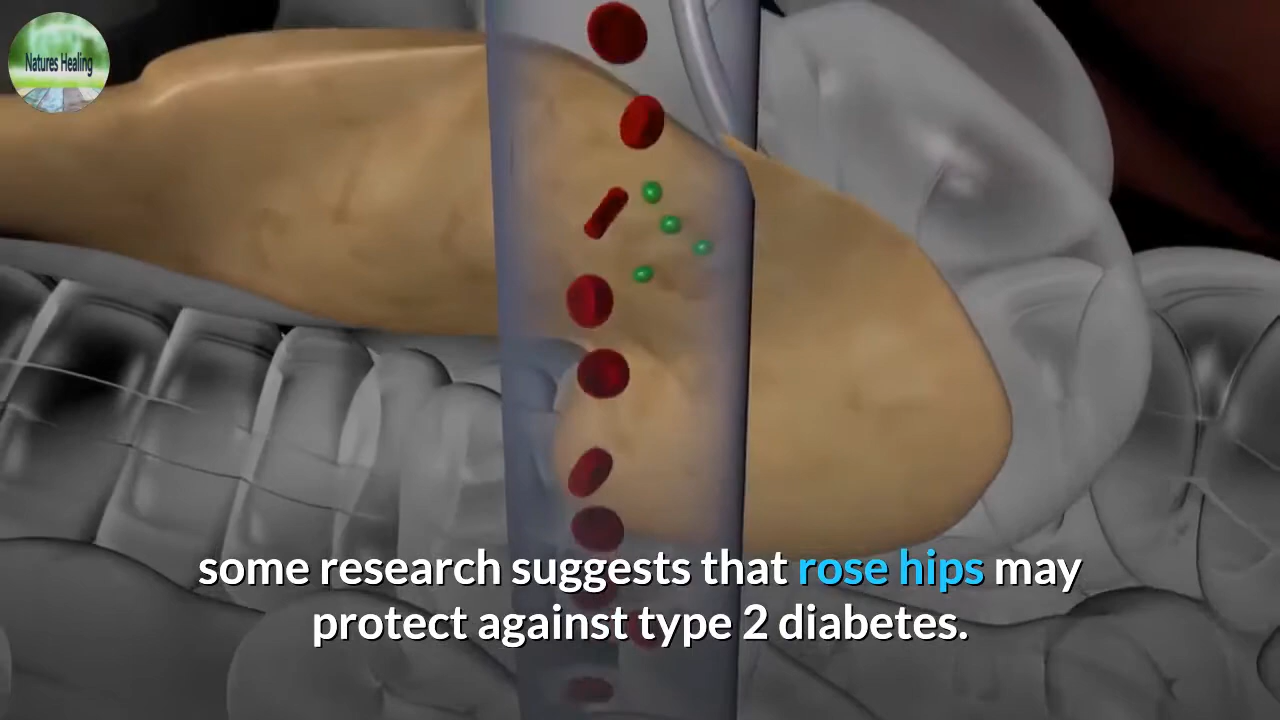 Natures Healing
some research suggests that rose hips may
protect against type 2 diabetes.